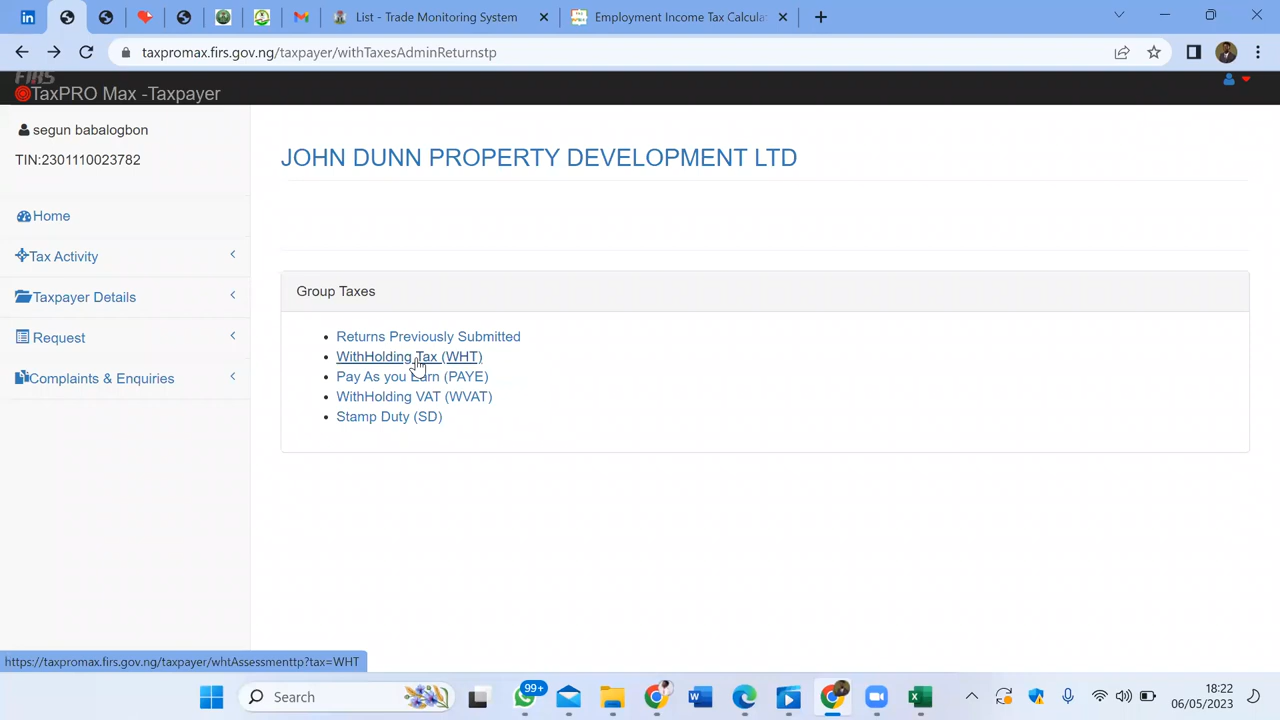 List - Trade Monitoring System
Employment Income Tax Calcula
taxpromax.firs.gov.ng/taxpayer/withTaxesAdminReturnstp
FIRS
TaxPRO Max -Taxpayer
segun babalogbon
TIN:2301110023782
Home
Tax Activity
Taxpayer Details
Request
Complaints & Enquiries
JOHN DUNN PROPERTY DEVELOPMENT LTD
Group Taxes
Returns Previously Submitted
WithHolding Tax (WHT)
Pay As you Earn (PAYE)
WithHolding VAT (WVAT)
Stamp Duty (SD)
https://taxpromax.firs.gov.ng/taxpayer/whtAssessmenttp?tax=WHT
Search
99+
18:22
06/05/2023